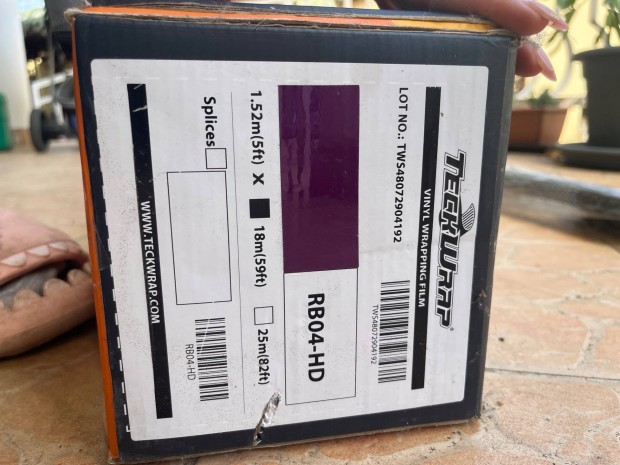 TECKWRAP®
VINYL WRAPPING FILM
LOT NO.: TWS48072904192
TWS48072904192
RB04-HD
1.52m(5ft) X 18m(59ft) 25m(82ft)
Splices
RB04-HD
WWW.TECKWRAP.COM